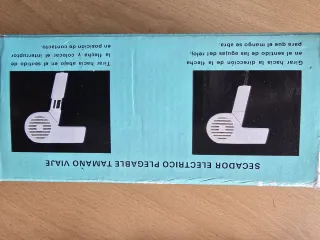 SECADOR ELECTRICO PLEGABLE TAMAÑO VIAJE
Girar hacia la dirección de la flecha
en el sentido de las agujas del reloj,
para que el mango se abra
Tirar hacia abajo en el sentido de
la flecha y colocar el interruptor
en posición de contacto